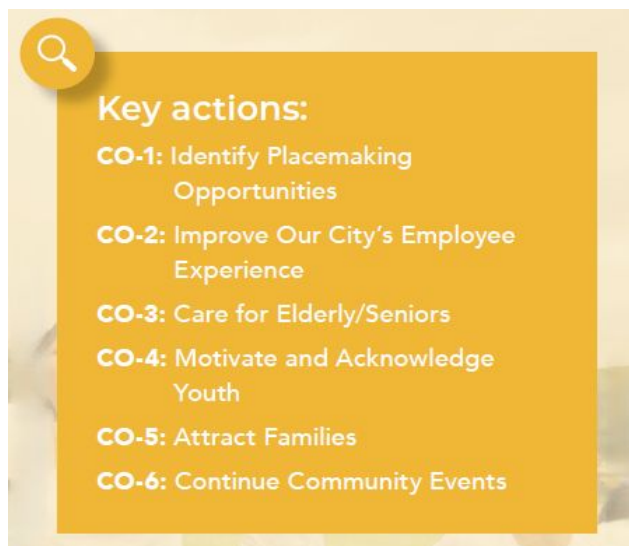 Key actions:
CO-1: Identify Placemaking
Opportunities
CO-2: Improve Our City's Employee
Experience
CO-3: Care for Elderly/Seniors
CO-4: Motivate and Acknowledge
Youth
CO-5: Attract Families
CO-6: Continue Community Events